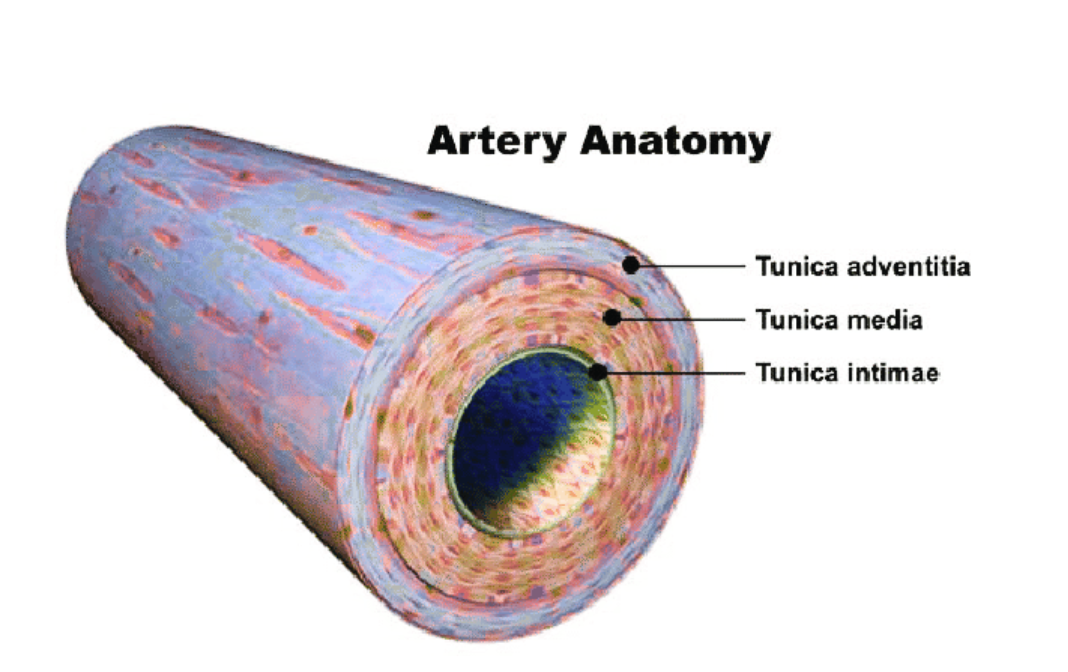 Artery Anatomy
Tunica adventitia
Tunica media
Tunica intimae